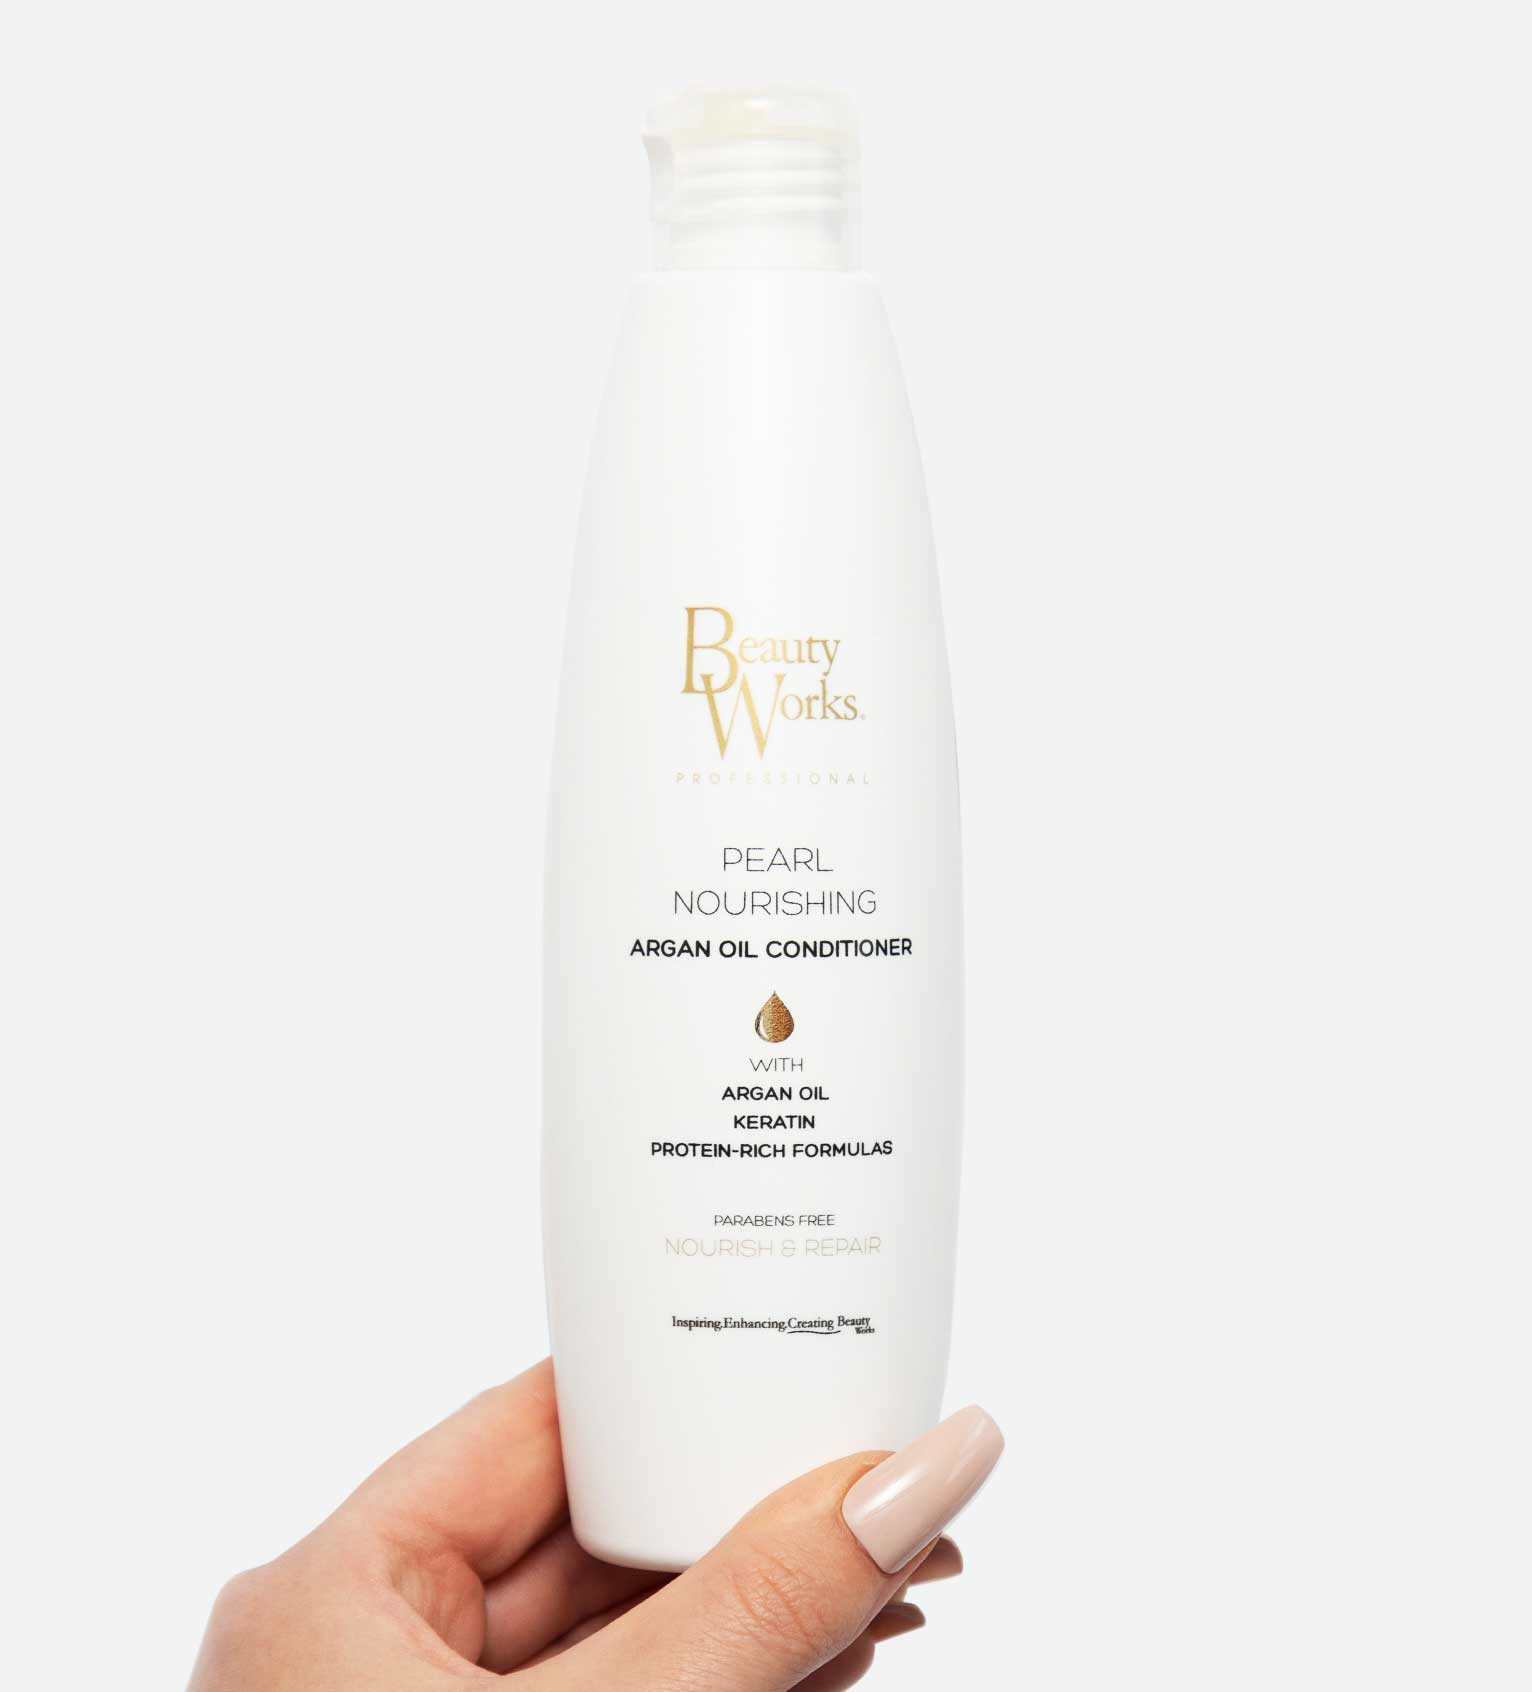 Beauty
Works®
PROFESSIONAL
PEARL
NOURISHING
ARGAN OIL CONDITIONER
WITH
ARGAN OIL
KERATIN
PROTEIN-RICH FORMULAS
PARABENS FREE
NOURISH & REPAIR
Inspiring.Enhancing.Creating Beauty
Works